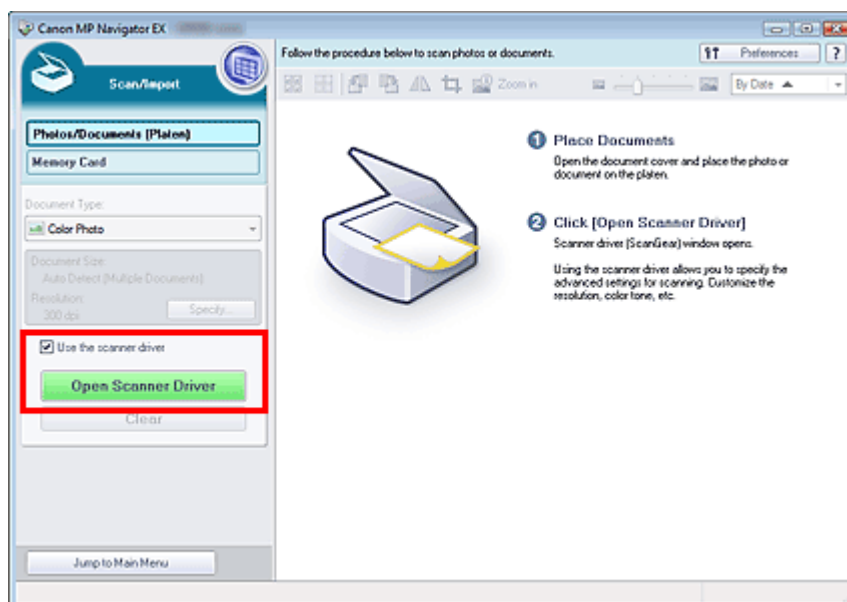 Canon MP Navigator EX
Scan/Import
Photos/Documents (Platen)
Memory Card
Document Type:
Color Photo
Document Size:
Auto Detect (Multiple Documents)
Resolution:
300 dpi
Specify...
Use the scanner driver
Open Scanner Driver
Clear
Jump to Main Menu
Follow the procedure below to scan photos or documents.
Preferences
?
Zoom in
By Date
1 Place Documents
Open the document cover and place the photo or
document on the platen.
2 Click [Open Scanner Driver]
Scanner driver (ScanGear) window opens.
Using the scanner driver allows you to specify the
advanced settings for scanning. Customize the
resolution, color tone, etc.